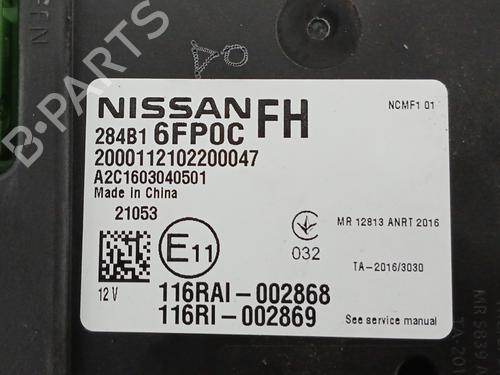 NISSAN FH
NCMF1 01
284B1 6FP0C
2000112102200047
A2C1603040501
Made in China
21053
E11
032
MR 12813 ANRT 2016
TA-2016/3030
12 V
116RAI-002868
116RI-002869
See service manual
B-PARTS